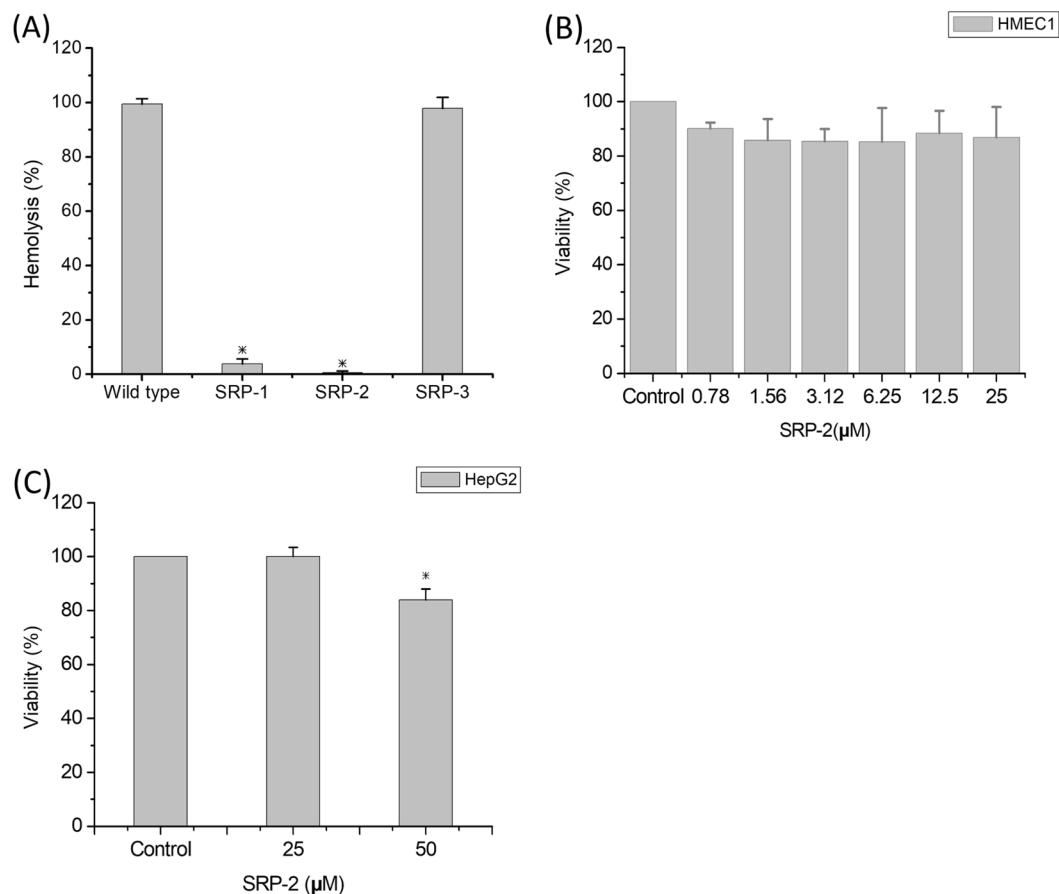 (A)
120
100
80
60
40
20
0
Hemolysis (%)
*
*
Wild type SRP-1 SRP-2 SRP-3
(B)
HMEC1
120
100
80
60
40
20
0
Viability (%)
Control 0.78 1.56 3.12 6.25 12.5 25
SRP-2(µM)
(C)
HepG2
120
100
80
60
40
20
0
Viability (%)
*
Control 25 50
SRP-2 (µM)